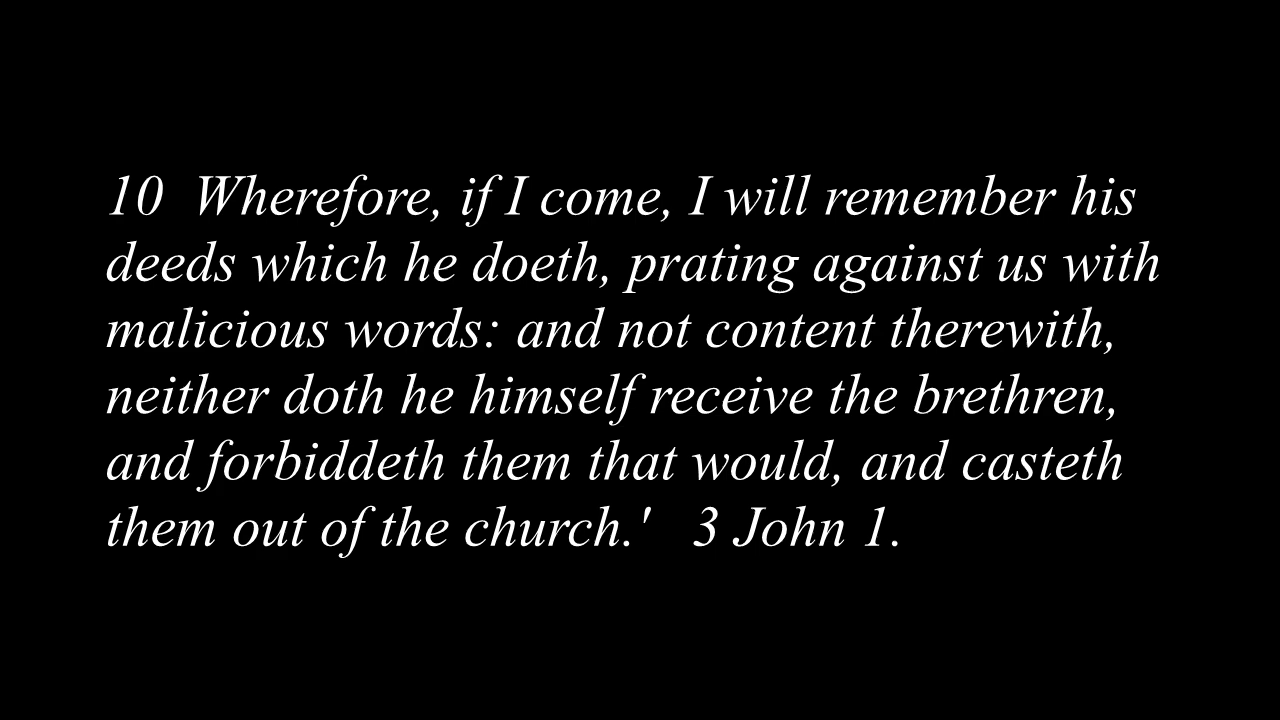 10  Wherefore, if I come, I will remember his
deeds which he doeth, prating against us with
malicious words: and not content therewith,
neither doth he himself receive the brethren,
and forbiddeth them that would, and casteth
them out of the church.'   3 John 1.